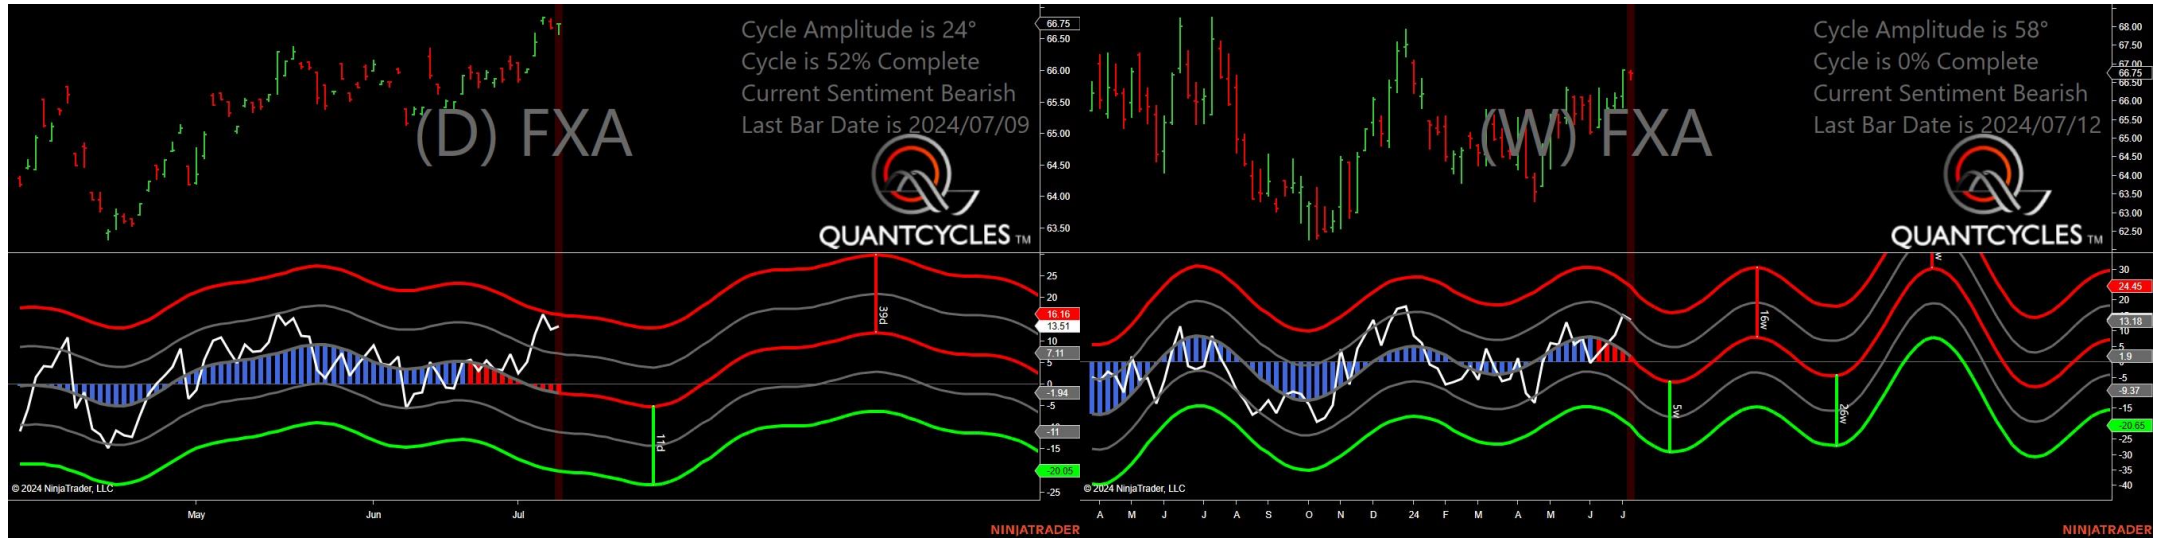 Cycle Amplitude is 24°
Cycle is 52% Complete
Current Sentiment Bearish
Last Bar Date is 2024/07/09
(D) FXA
QUANTCYCLES TM
66.75
66.50
66.00
65.50
65.00
64.50
64.00
63.50
25
20
16.16
13.51
10
7.11
5
0
-1.94
-5
-11
-15
-20.05
-25
39d
11d
© 2024 NinjaTrader, LLC
May
Jun
Jul
NINJATRADER
Cycle Amplitude is 58°
Cycle is 0% Complete
Current Sentiment Bearish
Last Bar Date is 2024/07/12
(W) FXA
QUANTCYCLES TM
68.00
67.50
67.00
66.75
66.50
66.00
65.50
65.00
64.50
64.00
63.50
63.00
62.50
30
24.45
20
13.18
10
5
1.9
-5
-9.37
-15
-20.65
-25
-30
-35
-40
16w
5w
26w
w
© 2024 NinjaTrader, LLC
A M J J A S O N D 24 F M A M J J
NINJATRADER